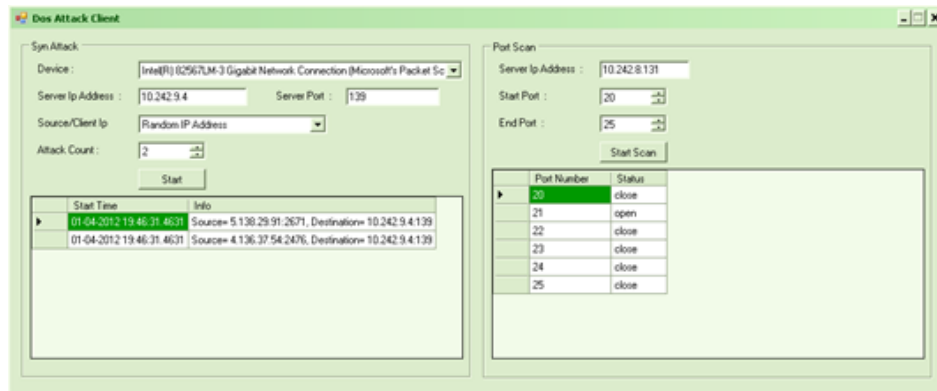 Dos Attack Client
Syn Attack
Device :
Intel(R) 82567LM-3 Gigabit Network Connection (Microsoft's Packet Sc
Server Ip Address :
10.242.9.4
Server Port :
139
Source/Client Ip
Random IP Address
Attack Count :
2
Start
Start Time Info
01-04-2012 19:46:31.4631 Source= 5.138.29.91:2671, Destination= 10.242.9.4:139
01-04-2012 19:46:31.4631 Source= 4.136.37.54:2476, Destination= 10.242.9.4:139
Port Scan
Server Ip Address :
10.242.8.131
Start Port :
20
End Port :
25
Start Scan
Port Number Status
20 close
21 open
22 close
23 close
24 close
25 close